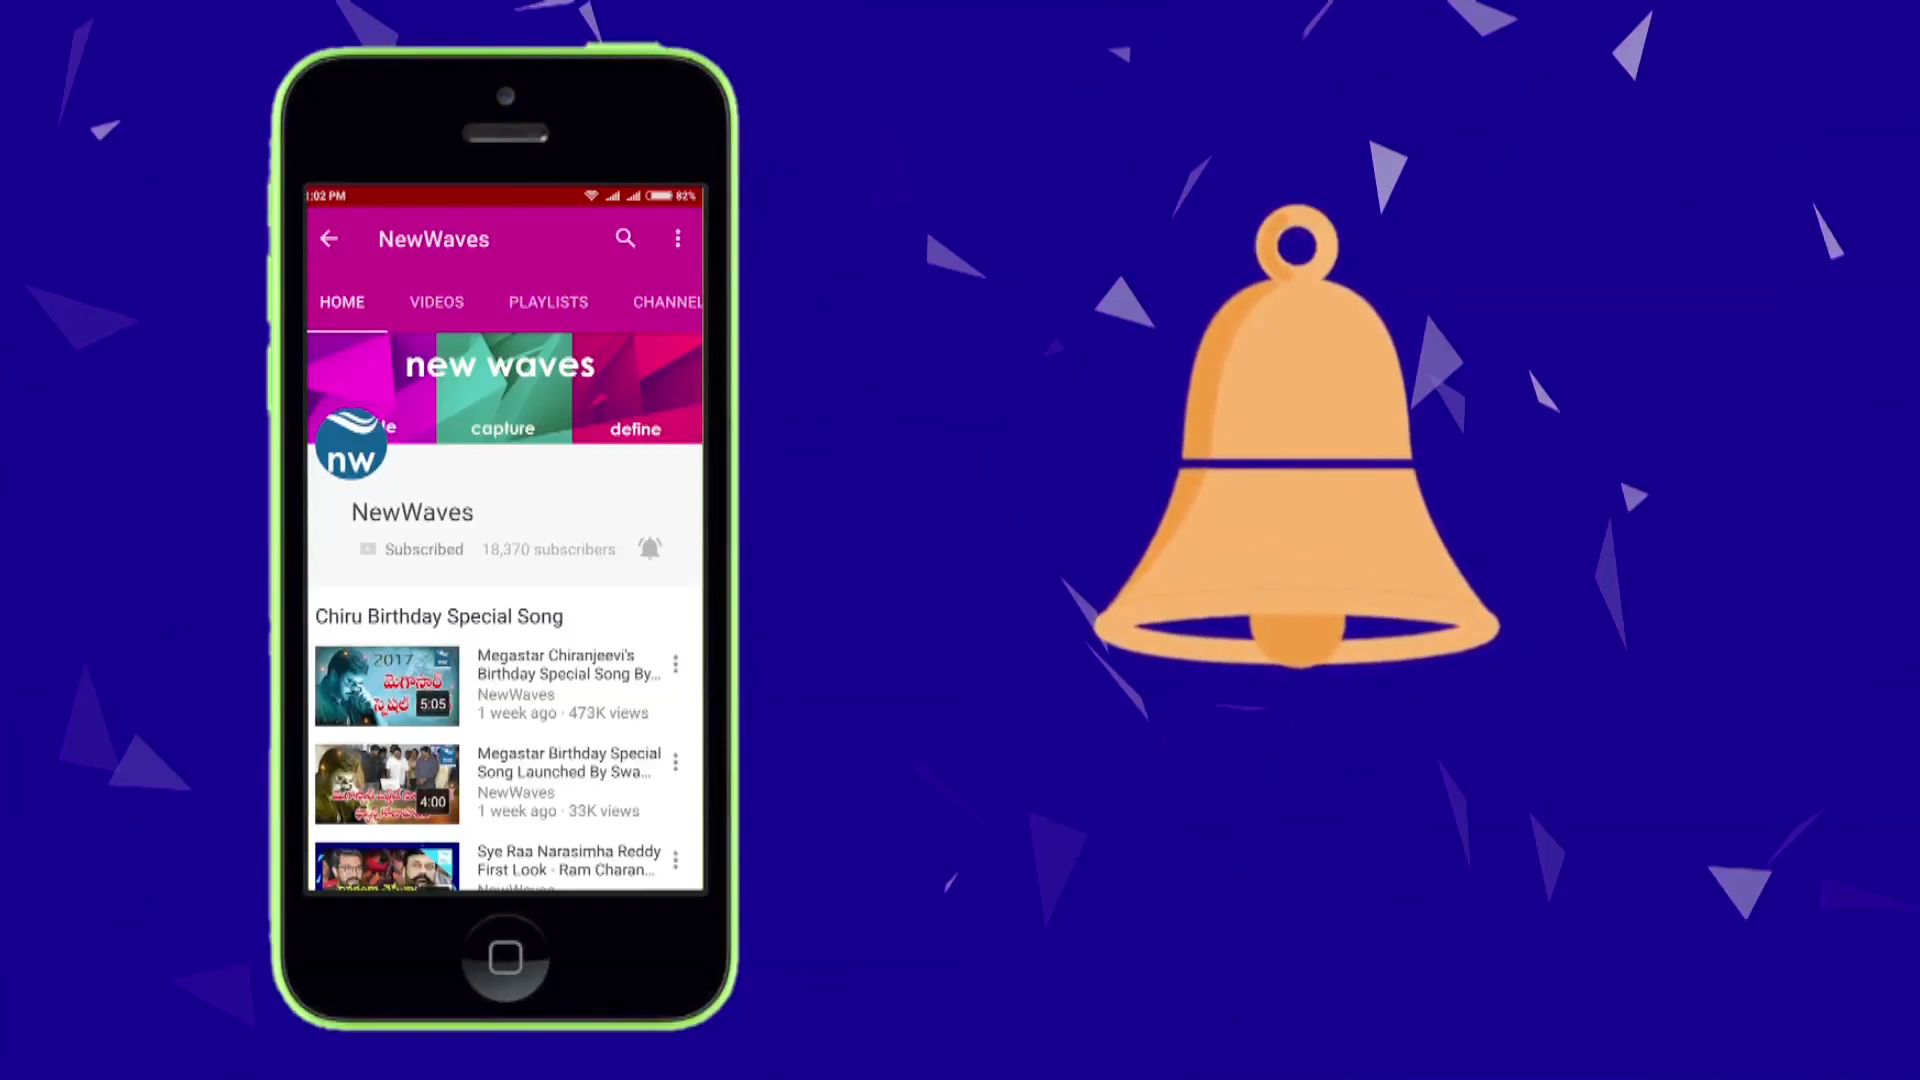 1:02 PM
82%
NewWaves
HOME VIDEOS PLAYLISTS CHANNEL
new waves
capture
define
nw
NewWaves
Subscribed 18,370 subscribers
Chiru Birthday Special Song
2017
మెగాస్టార్
స్పెషల్
5:05
Megastar Chiranjeevi's
Birthday Special Song By...
NewWaves
1 week ago · 473K views
4:00
Megastar Birthday Special
Song Launched By Swa...
NewWaves
1 week ago · 33K views
Sye Raa Narasimha Reddy
First Look - Ram Charan...
NewWaves